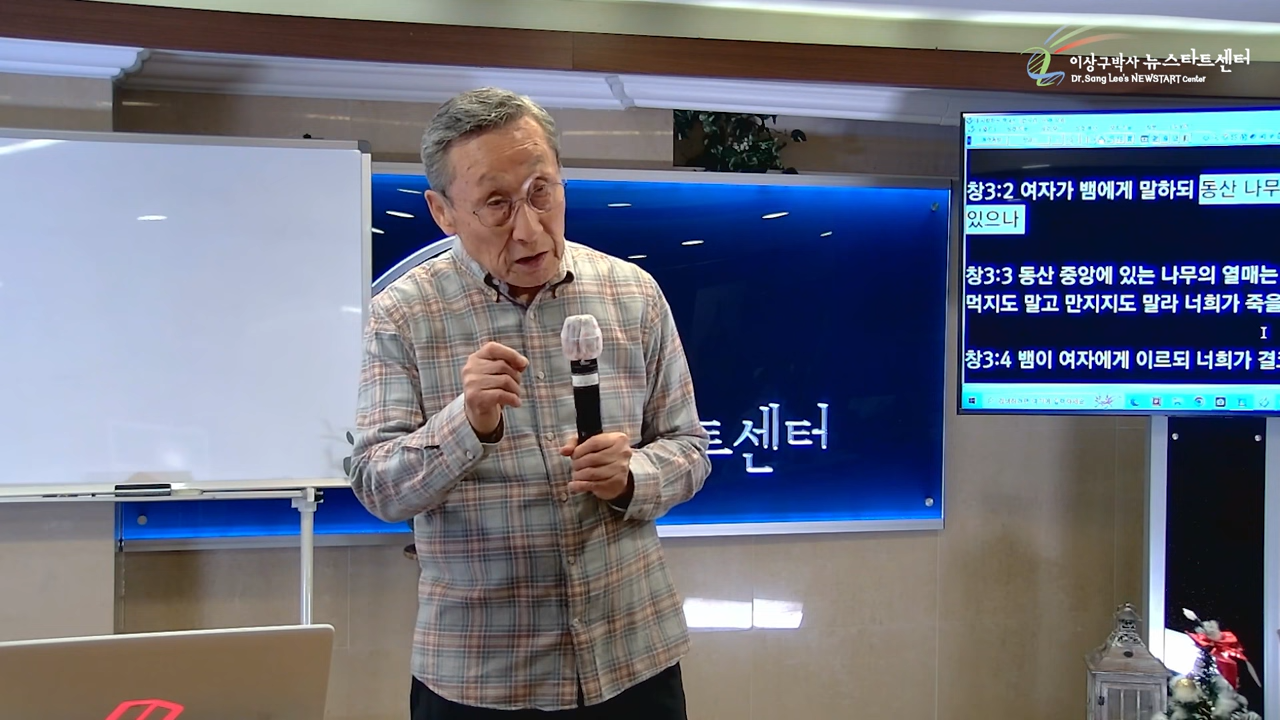 이상구박사 뉴스타트센터
Dr. Sang Lee's NEWSTART Center
창3:2 여자가 뱀에게 말하되 동산 나무
있으나
창3:3 동산 중앙에 있는 나무의 열매는
먹지도 말고 만지지도 말라 너희가 죽을
창3:4 뱀이 여자에게 이르되 너희가
트센터